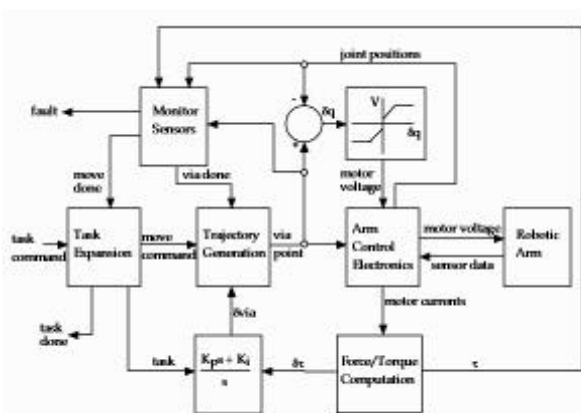 joint positions
fault
Monitor
Sensors
-
+
δq
V
δq
move
done
via done
motor
voltage
task
command
Task
Expansion
move
command
Trajectory
Generation
via
point
Arm
Control
Electronics
motor voltage
sensor data
Robotic
Arm
task
done
δvia
motor currents
task
Kps + Ki
s
δτ
Force/Torque
Computation
τ